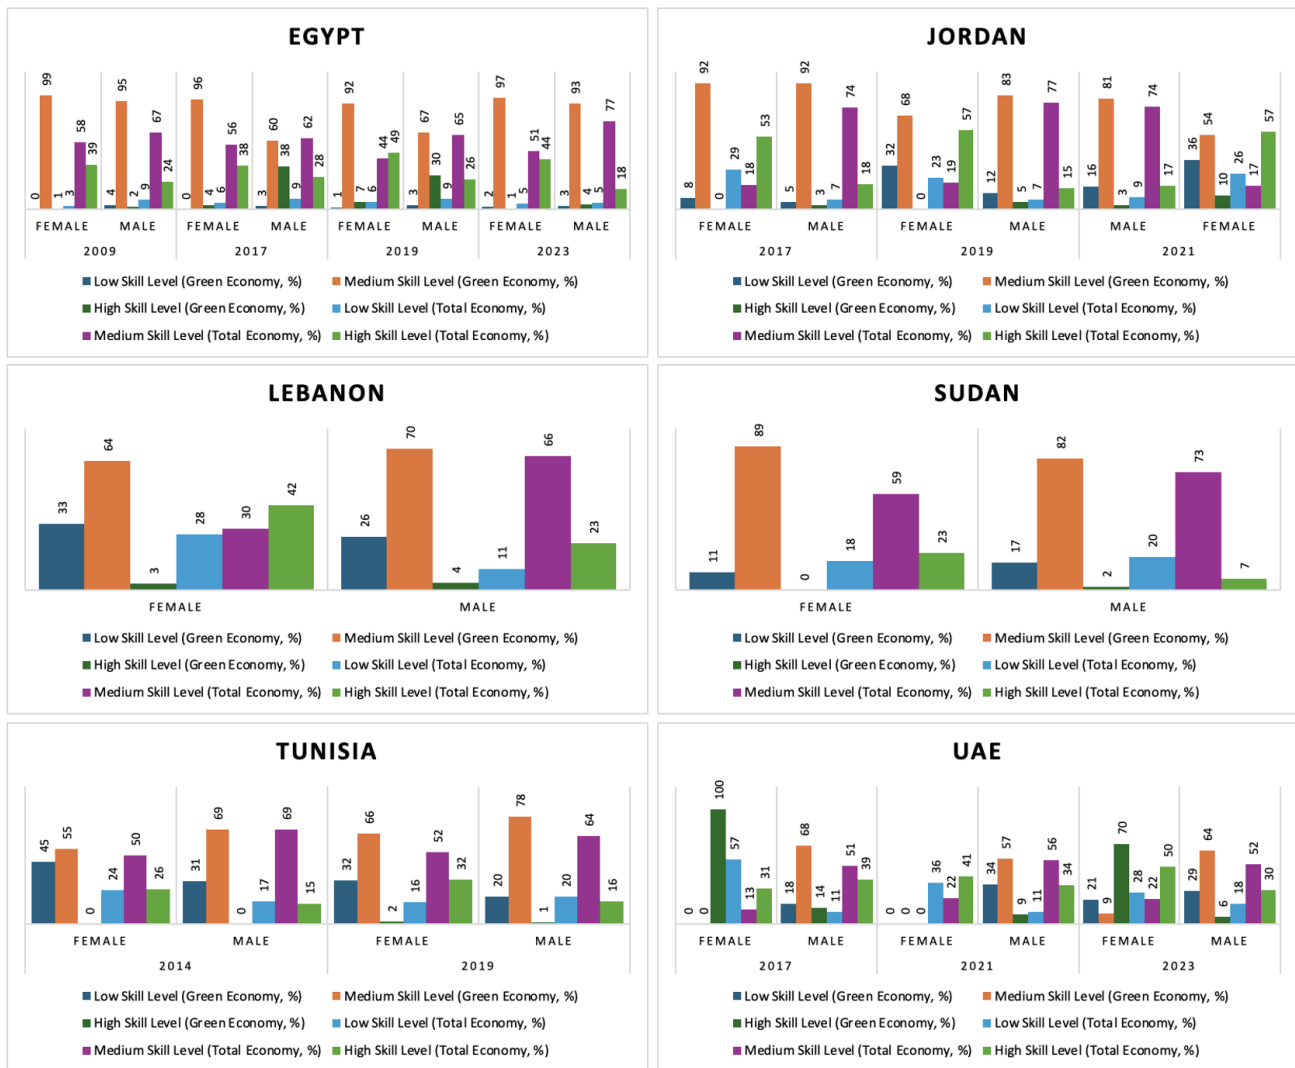 EGYPT
0 99 1 3 58 39 4 95 2 9 67 24 0 96 4 6 56 38 3 60 38 9 62 28 1 92 7 6 44 49 3 67 30 9 65 26 2 97 1 5 51 44 3 93 4 5 77 18
FEMALE MALE FEMALE MALE FEMALE MALE FEMALE MALE
2009 2017 2019 2023
Low Skill Level (Green Economy, %) Medium Skill Level (Green Economy, %)
High Skill Level (Green Economy, %) Low Skill Level (Total Economy, %)
Medium Skill Level (Total Economy, %) High Skill Level (Total Economy, %)
JORDAN
8 92 0 29 18 53 5 92 3 7 74 18 32 68 0 23 19 57 12 83 5 7 77 15 16 81 3 9 74 17 36 54 10 26 17 57
FEMALE MALE FEMALE MALE MALE FEMALE
2017 2019 2021
Low Skill Level (Green Economy, %) Medium Skill Level (Green Economy, %)
High Skill Level (Green Economy, %) Low Skill Level (Total Economy, %)
Medium Skill Level (Total Economy, %) High Skill Level (Total Economy, %)
LEBANON
33 64 3 28 30 42 26 70 4 11 66 23
FEMALE MALE
Low Skill Level (Green Economy, %) Medium Skill Level (Green Economy, %)
High Skill Level (Green Economy, %) Low Skill Level (Total Economy, %)
Medium Skill Level (Total Economy, %) High Skill Level (Total Economy, %)
SUDAN
11 89 0 18 59 23 17 82 2 20 73 7
FEMALE MALE
Low Skill Level (Green Economy, %) Medium Skill Level (Green Economy, %)
High Skill Level (Green Economy, %) Low Skill Level (Total Economy, %)
Medium Skill Level (Total Economy, %) High Skill Level (Total Economy, %)
TUNISIA
45 55 0 24 50 26 31 69 0 17 69 15 32 66 2 16 52 32 20 78 1 20 64 16
FEMALE MALE FEMALE MALE
2014 2019
Low Skill Level (Green Economy, %) Medium Skill Level (Green Economy, %)
High Skill Level (Green Economy, %) Low Skill Level (Total Economy, %)
Medium Skill Level (Total Economy, %) High Skill Level (Total Economy, %)
UAE
0 0 100 57 13 31 18 68 14 11 51 39 0 0 0 36 22 41 34 57 9 11 56 34 21 9 70 28 22 50 29 64 6 18 52 30
FEMALE MALE FEMALE MALE FEMALE MALE
2017 2021 2023
Low Skill Level (Green Economy, %) Medium Skill Level (Green Economy, %)
High Skill Level (Green Economy, %) Low Skill Level (Total Economy, %)
Medium Skill Level (Total Economy, %) High Skill Level (Total Economy, %)